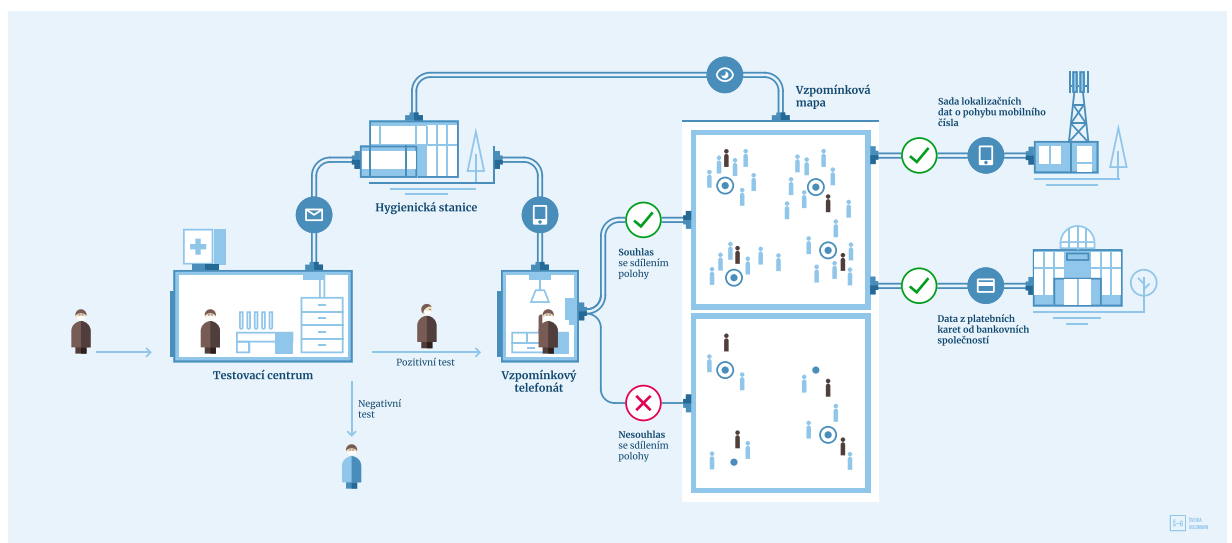 Vzpomínková
mapa
Sada lokalizačních
dat o pohybu mobilního
čísla
Hygienická stanice
Souhlas
se sdílením
polohy
Data z platebních
karet od bankovních
společností
Testovací centrum
Pozitivní test
Vzpomínkový
telefonát
Negativní
test
Nesouhlas
se sdílením
polohy
S–G